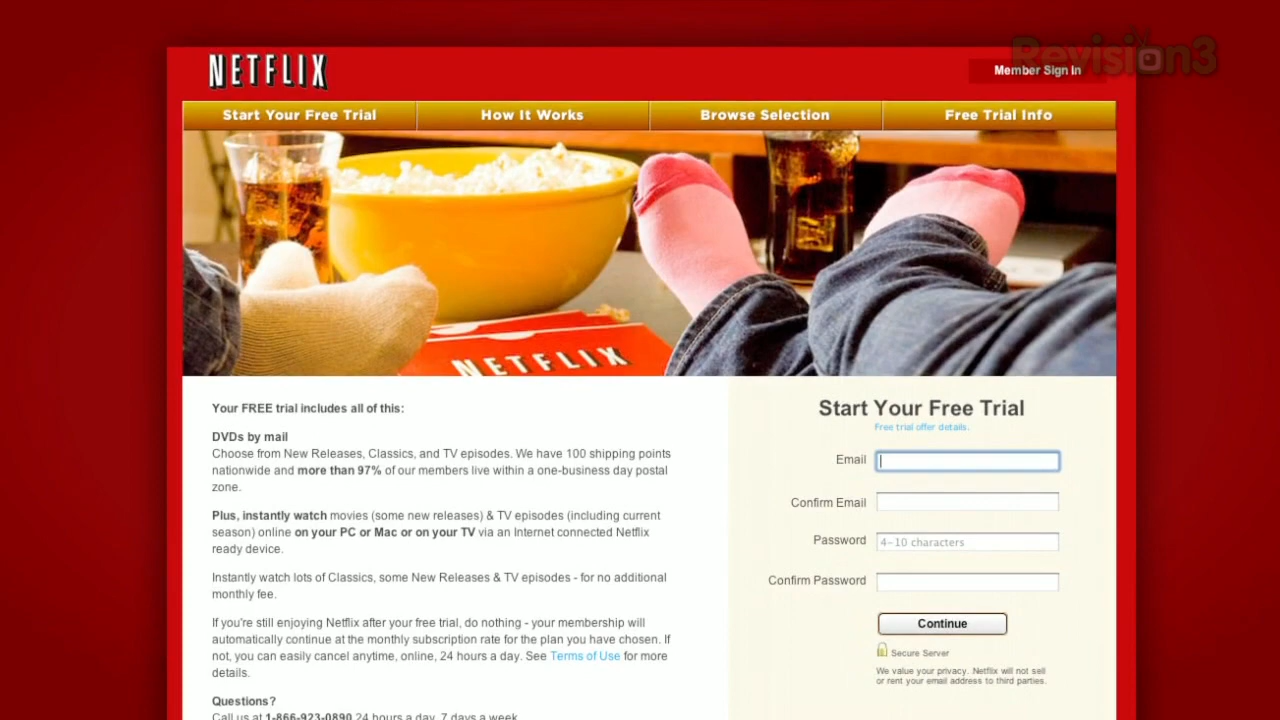 NETFLIX
Revision3
Member Sign In
Start Your Free Trial
How It Works
Browse Selection
Free Trial Info
NETFLIX
Your FREE trial includes all of this:
DVDs by mail
Choose from New Releases, Classics, and TV episodes. We have 100 shipping points
nationwide and more than 97% of our members live within a one-business day postal
zone.
Plus, instantly watch movies (some new releases) & TV episodes (including current
season) online on your PC or Mac or on your TV via an Internet connected Netflix
ready device.
Instantly watch lots of Classics, some New Releases & TV episodes - for no additional
monthly fee.
If you're still enjoying Netflix after your free trial, do nothing - your membership will
automatically continue at the monthly subscription rate for the plan you have chosen. If
not, you can easily cancel anytime, online, 24 hours a day. See Terms of Use for more
details.
Questions?
Call us at 1-866-923-0890 24 hours a day, 7 days a week.
Start Your Free Trial
Free trial offer details.
Email
Confirm Email
Password
4-10 characters
Confirm Password
Continue
Secure Server
We value your privacy. Netflix will not sell
or rent your email address to third parties.